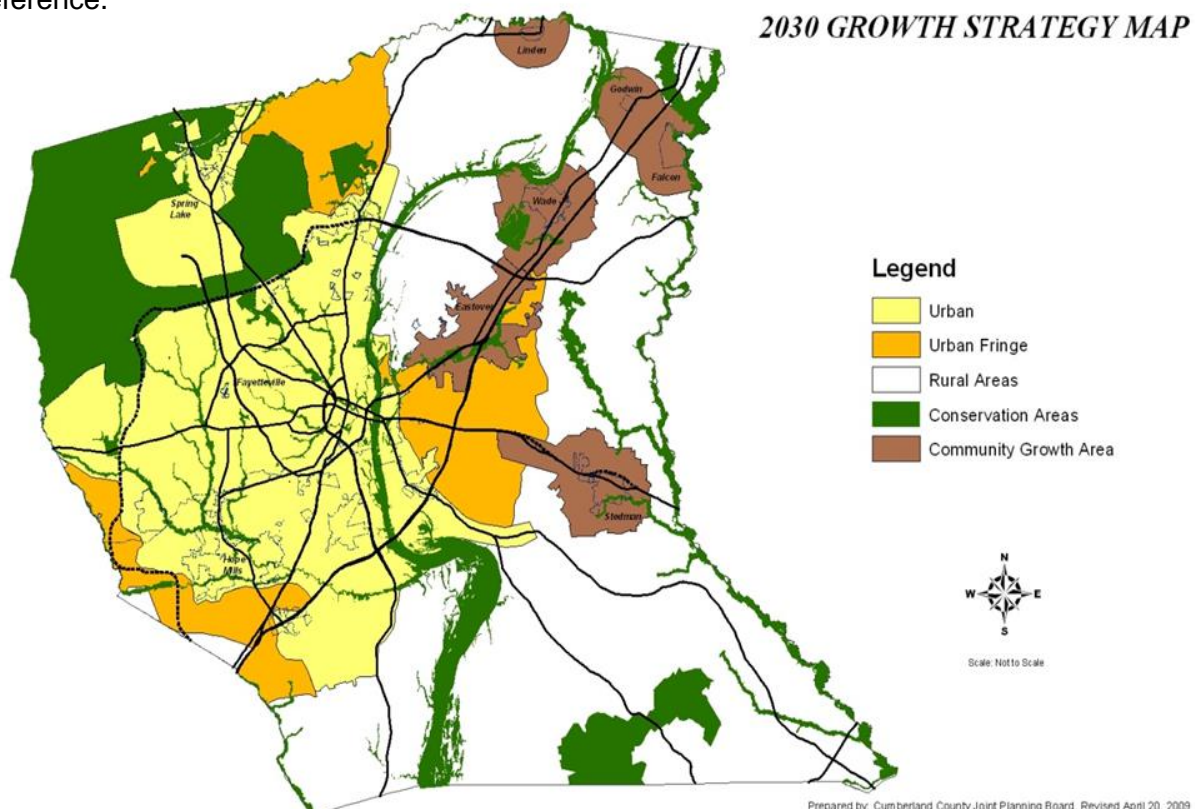 eference.
2030 GROWTH STRATEGY MAP
Linden
Godwin
Falcon
Wade
Spring
Lake
Eastover
Fayetteville
Stedman
Hope
Mills
Legend
Urban
Urban Fringe
Rural Areas
Conservation Areas
Community Growth Area
N
W E
S
Scale: Not to Scale
Prepared by: Cumberland County Joint Planning Board, Revised April 20, 2009